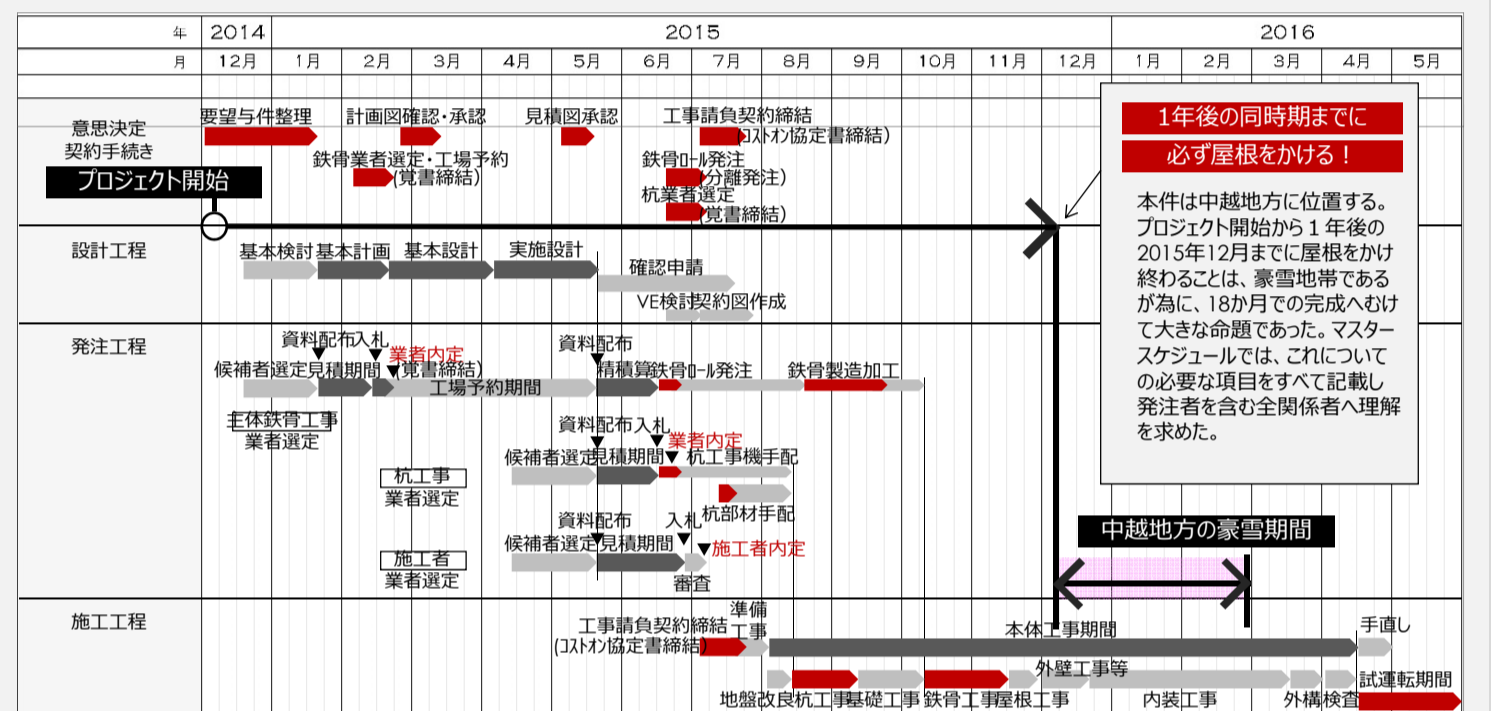 年 2014 2015 2016
月 12月 1月 2月 3月 4月 5月 6月 7月 8月 9月 10月 11月 12月 1月 2月 3月 4月 5月
意思決定
契約手続き
要望与件整理 計画図確認・承認 見積図承認 工事請負契約締結
(コストオン協定書締結)
鉄骨業者選定・工場予約
(覚書締結)
鉄骨ロール発注
(分離発注)
杭業者選定
(覚書締結)
プロジェクト開始
1年後の同時期までに
必ず屋根をかける!
本件は中越地方に位置する。
プロジェクト開始から1年後の
2015年12月までに屋根をかけ
終わることは、豪雪地帯である
が為に、18か月での完成へむけ
て大きな命題であった。マスター
スケジュールでは、これについて
の必要な項目をすべて記載し
発注者を含む全関係者へ理解
を求めた。
設計工程
基本検討 基本計画 基本設計 実施設計
確認申請
VE検討 契約図作成
発注工程
資料配布 入札 業者内定
(覚書締結)
候補者選定 見積期間
工場予約期間
資料配布
精積算 鉄骨ロール発注 鉄骨製造加工
主体鉄骨工事
業者選定
資料配布 入札 業者内定
候補者選定 見積期間 杭工事機手配
杭工事
業者選定
杭部材手配
資料配布 入札 施工者内定
候補者選定 見積期間
審査
施工者
業者選定
中越地方の豪雪期間
施工工程
工事請負契約締結
(コストオン協定書締結)
準備
工事
本体工事期間 手直し
地盤改良 杭工事 基礎工事 鉄骨工事 屋根工事 外壁工事等 内装工事 外構 検査 試運転期間